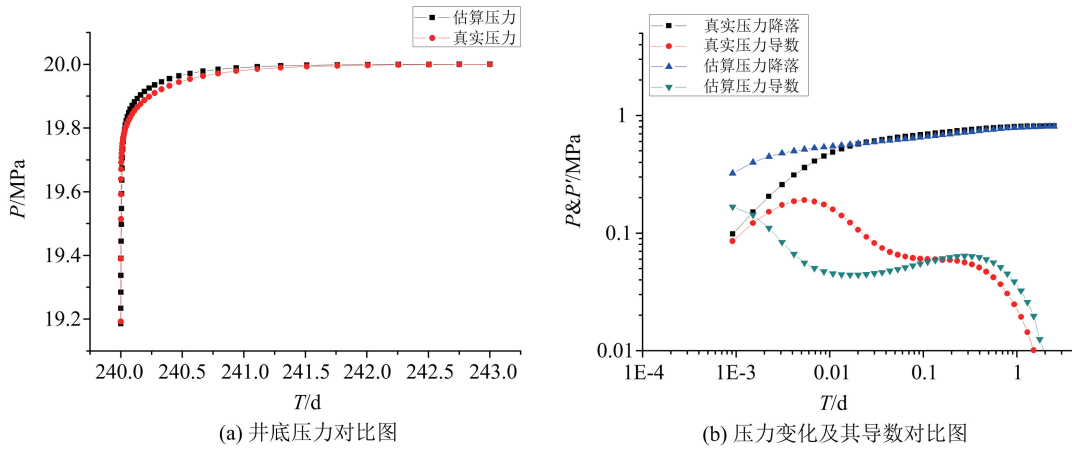 估算压力
真实压力
20.0
19.8
19.6
19.4
19.2
P/MPa
240.0 240.5 241.0 241.5 242.0 242.5 243.0
T/d
(a) 井底压力对比图
真实压力降落
真实压力导数
估算压力降落
估算压力导数
1
0.1
0.01
P&P′/MPa
1E-4 1E-3 0.01 0.1 1
T/d
(b) 压力变化及其导数对比图